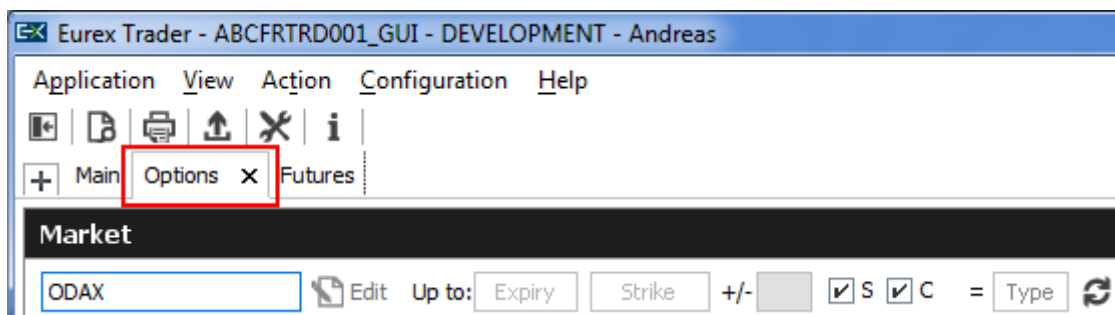 EX Eurex Trader - ABCFRTRD001_GUI - DEVELOPMENT - Andreas
Application View Action Configuration Help
i
+ Main Options × Futures
Market
ODAX Edit Up to: Expiry Strike +/- S C = Type